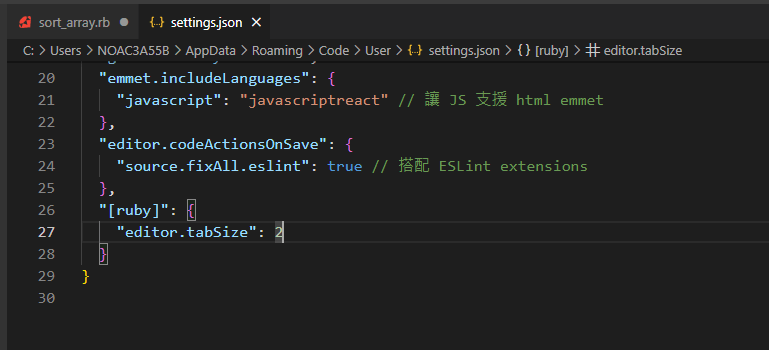 sort_array.rb ●
settings.json ×
C: > Users > NOAC3A55B > AppData > Roaming > Code > User > settings.json > [ruby] > editor.tabSize
20 "emmet.includeLanguages": {
21 "javascript": "javascriptreact" // 讓 JS 支援 html emmet
22 },
23 "editor.codeActionsOnSave": {
24 "source.fixAll.eslint": true // 搭配 ESLint extensions
25 },
26 "[ruby]": {
27 "editor.tabSize": 2
28 }
29 }
30